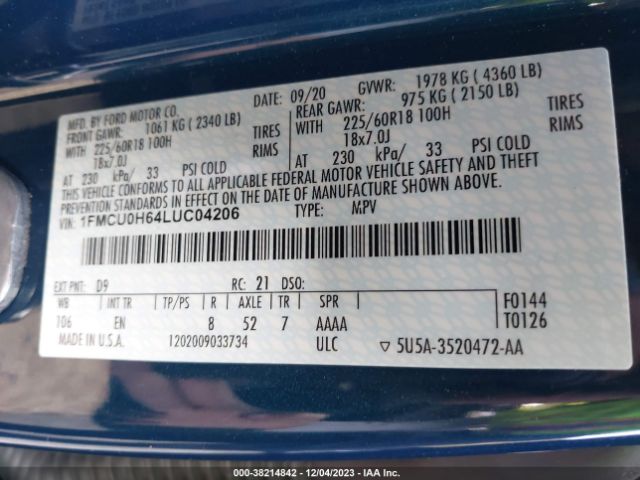 MFD. BY FORD MOTOR CO. DATE: 09/20 GVWR: 1978 KG ( 4360 LB)
FRONT GAWR: 1061 KG ( 2340 LB) REAR GAWR: 975 KG ( 2150 LB)
WITH 225/60R18 100H TIRES WITH 225/60R18 100H TIRES
18x7.0J RIMS 18x7.0J RIMS
AT 230 kPa/ 33 PSI COLD AT 230 kPa/ 33 PSI COLD
THIS VEHICLE CONFORMS TO ALL APPLICABLE FEDERAL MOTOR VEHICLE SAFETY AND THEFT
PREVENTION STANDARDS IN EFFECT ON THE DATE OF MANUFACTURE SHOWN ABOVE.
VIN: 1FMCU0H64LUC04206 TYPE: MPV
EXT PNT: D9 RC: 21 DSO:
WB INT TR TP/PS R AXLE TR SPR F0144
106 EN 8 52 7 AAAA T0126
MADE IN U.S.A. 1202009033734 ULC ▽ 5U5A-3520472-AA
000-38214842 - 12/04/2023 - IAA Inc.